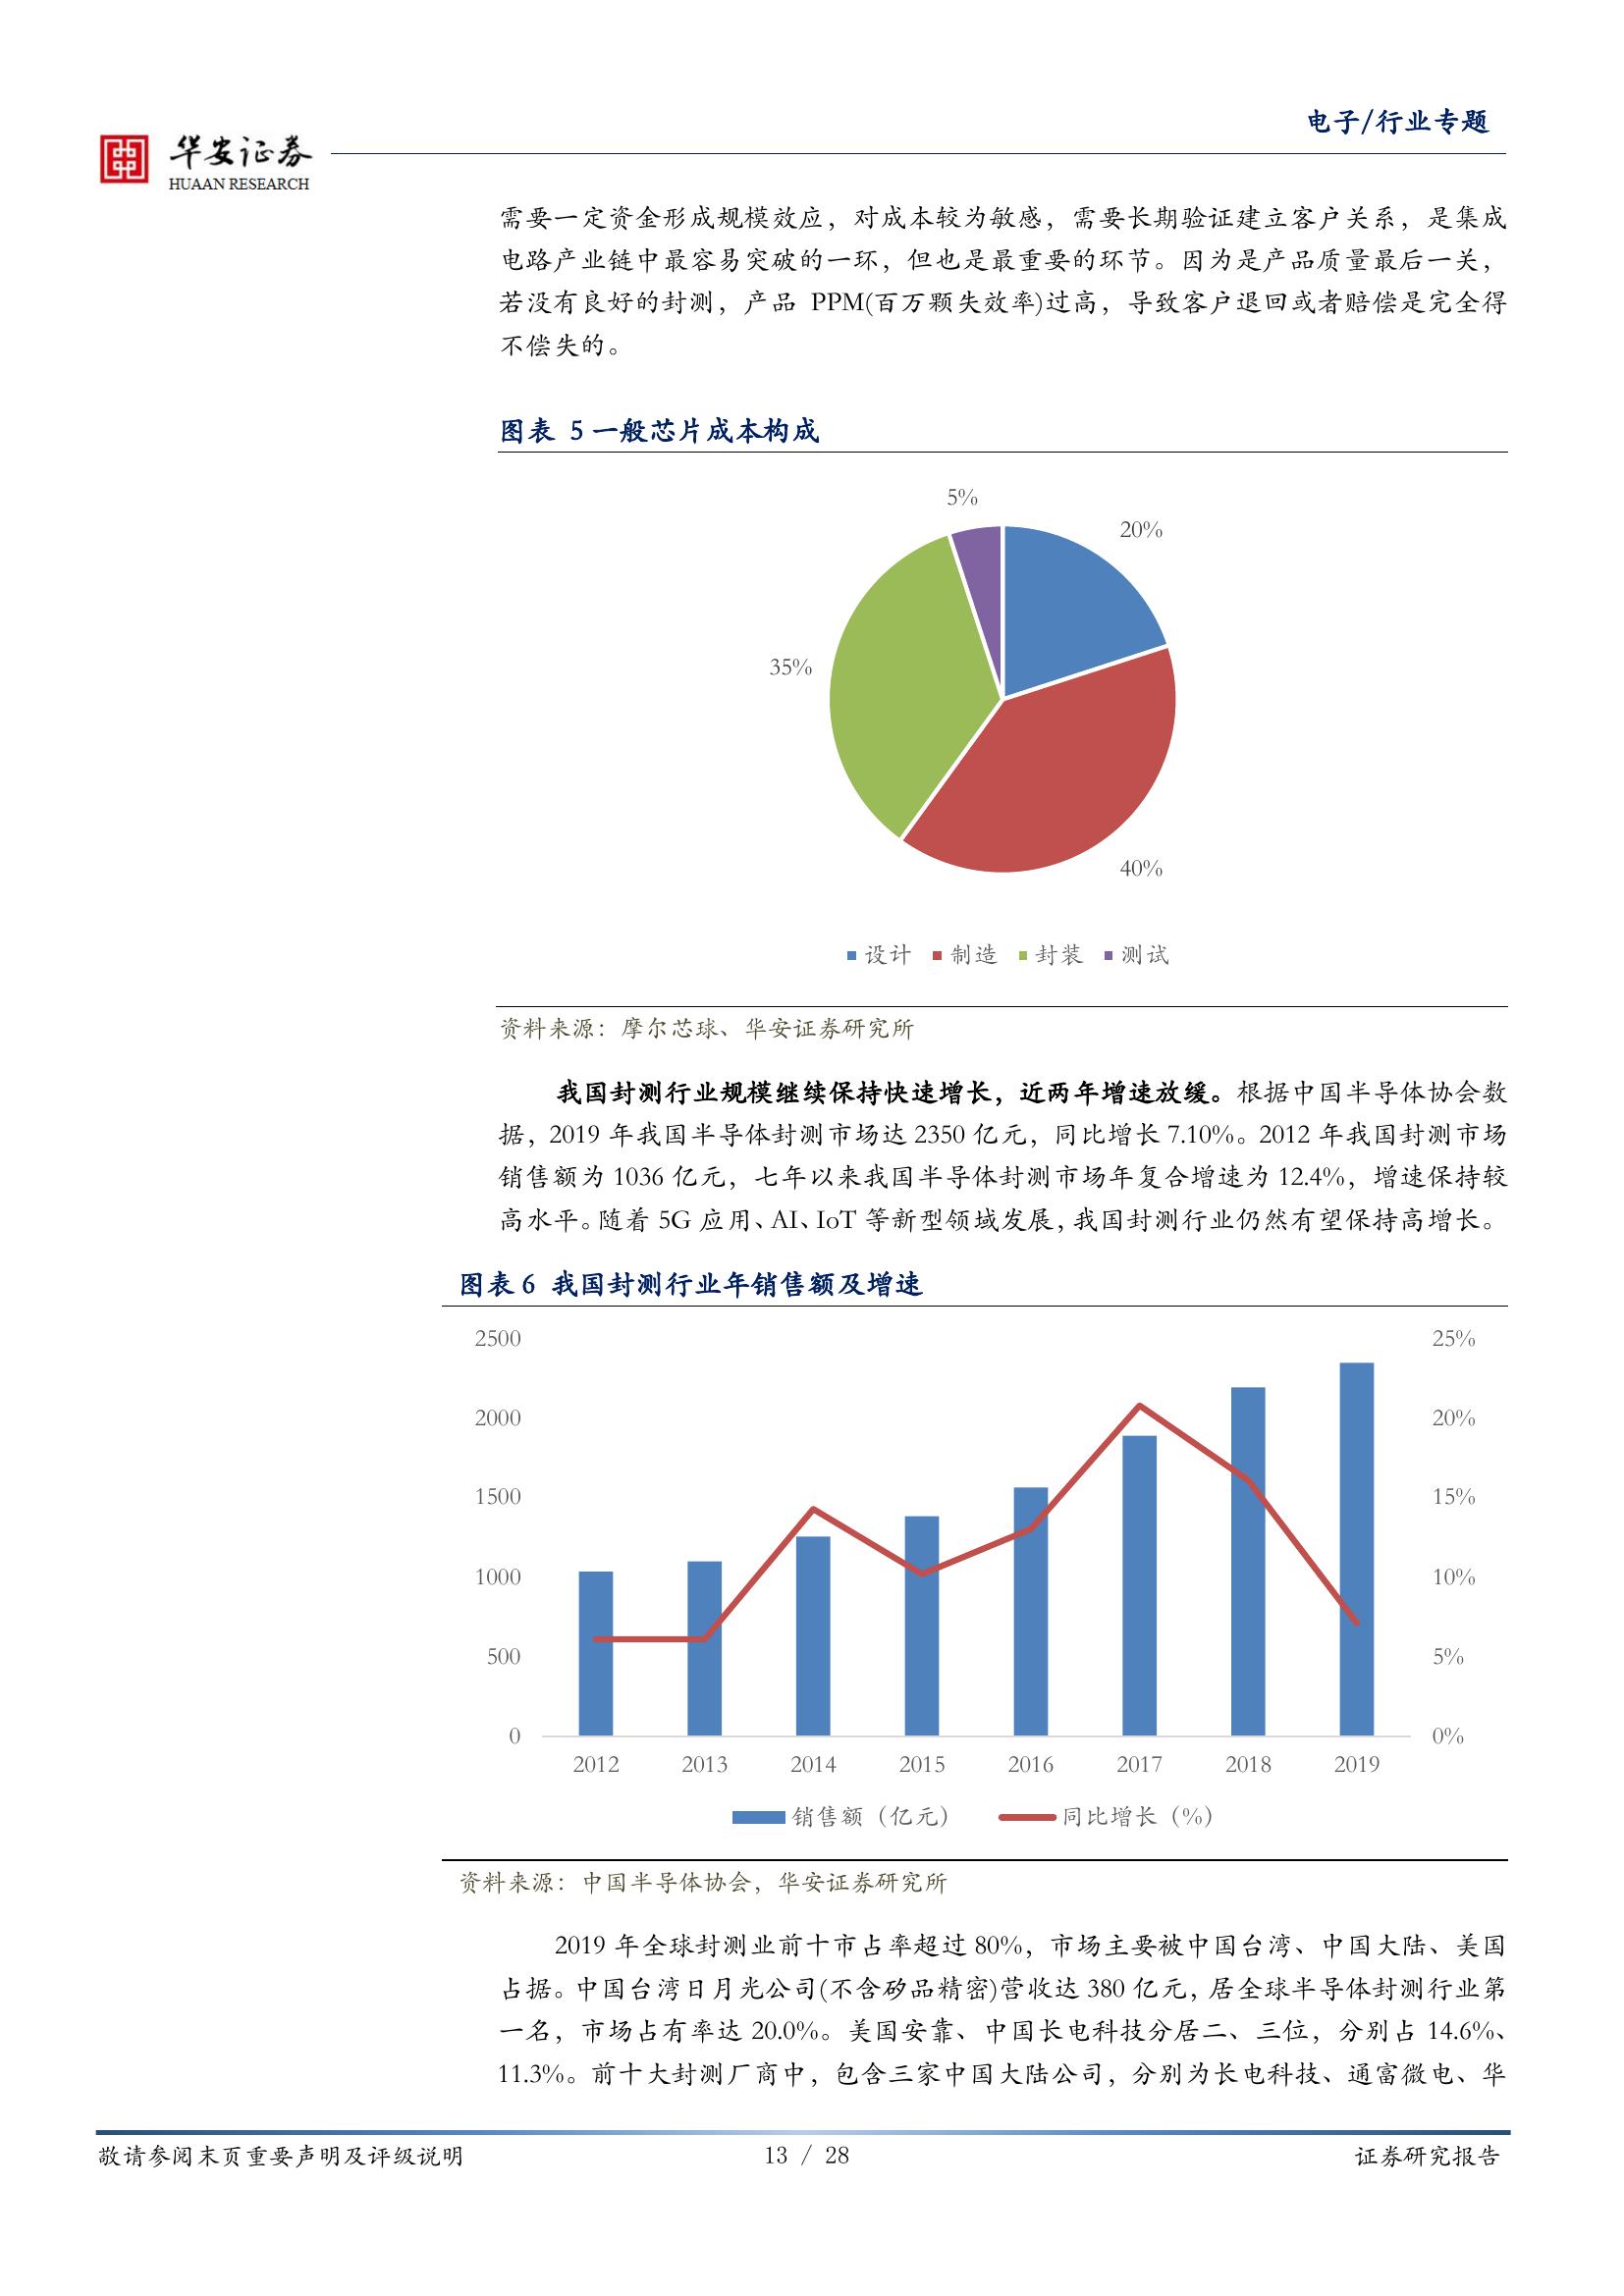 电子/行业专题
华安证券
HUAAN RESEARCH
需要一定资金形成规模效应，对成本较为敏感，需要长期验证建立客户关系，是集成
电路产业链中最容易突破的一环，但也是最重要的环节。因为是产品质量最后一关，
若没有良好的封测，产品 PPM(百万颗失效率)过高，导致客户退回或者赔偿是完全得
不偿失的。
图表 5 一般芯片成本构成
5%
20%
35%
40%
设计 制造 封装 测试
资料来源：摩尔芯球、华安证券研究所
我国封测行业规模继续保持快速增长，近两年增速放缓。根据中国半导体协会数
据，2019 年我国半导体封测市场达 2350 亿元，同比增长 7.10%。2012 年我国封测市场
销售额为 1036 亿元，七年以来我国半导体封测市场年复合增速为 12.4%，增速保持较
高水平。随着 5G 应用、AI、IoT 等新型领域发展，我国封测行业仍然有望保持高增长。
图表 6 我国封测行业年销售额及增速
2500 25%
2000 20%
1500 15%
1000 10%
500 5%
0 0%
2012 2013 2014 2015 2016 2017 2018 2019
销售额（亿元） 同比增长（%）
资料来源：中国半导体协会，华安证券研究所
2019 年全球封测业前十市占率超过 80%，市场主要被中国台湾、中国大陆、美国
占据。中国台湾日月光公司(不含矽品精密)营收达 380 亿元，居全球半导体封测行业第
一名，市场占有率达 20.0%。美国安靠、中国长电科技分居二、三位，分别占 14.6%、
11.3%。前十大封测厂商中，包含三家中国大陆公司，分别为长电科技、通富微电、华
敬请参阅末页重要声明及评级说明 13 / 28 证券研究报告